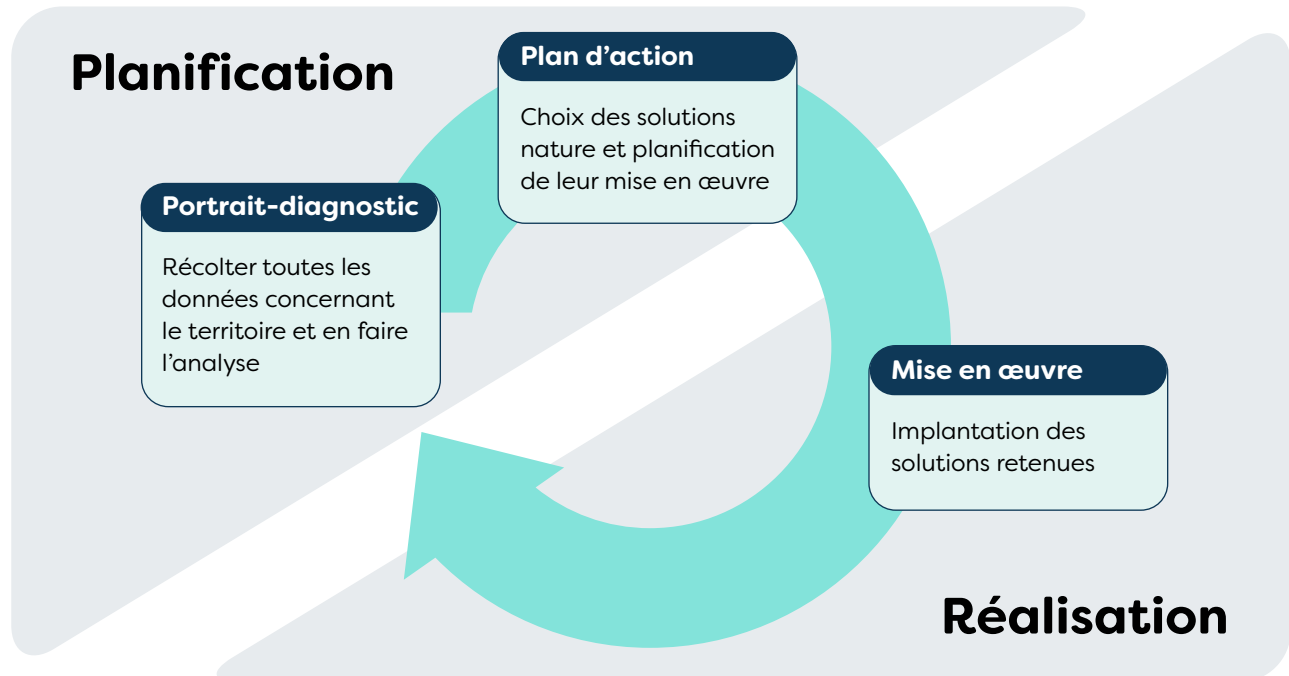 Planification
Plan d’action
Choix des solutions
nature et planification
de leur mise en œuvre
Portrait-diagnostic
Récolter toutes les
données concernant
le territoire et en faire
l’analyse
Mise en œuvre
Implantation des
solutions retenues
Réalisation